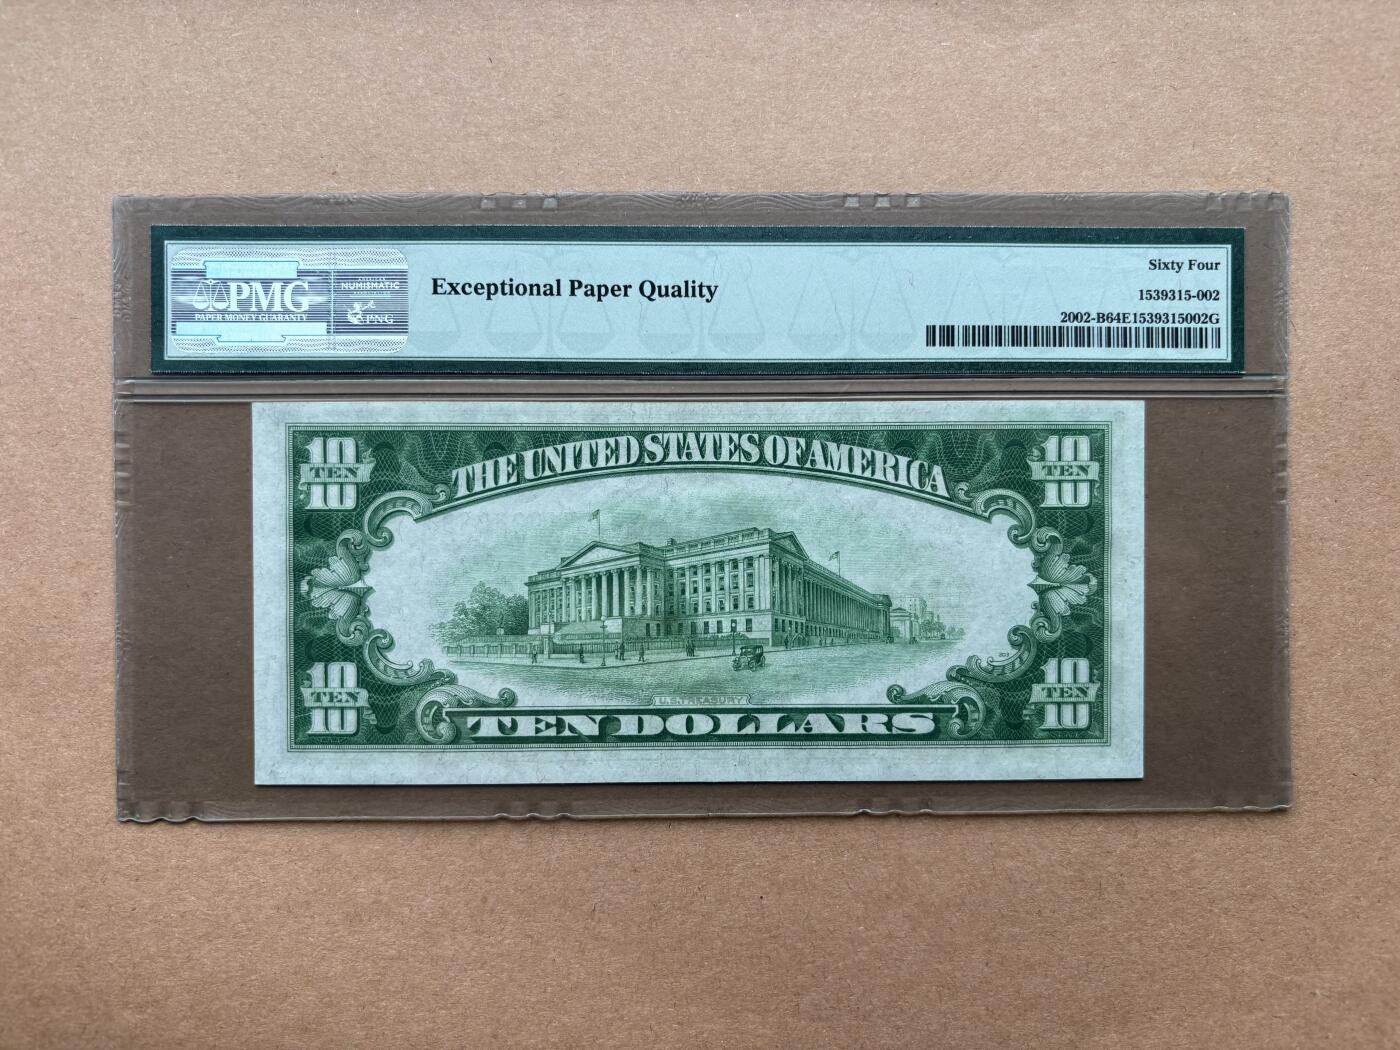 PMG
PAPER MONEY GUARANTY
NUMISMATIC
PNG
Exceptional Paper Quality
Sixty Four
1539315-002
2002-B64E1539315002G
THE UNITED STATES OF AMERICA
10
TEN
10
10
TEN
10
10
TEN
10
10
TEN
10
U.S. TREASURY
TEN DOLLARS